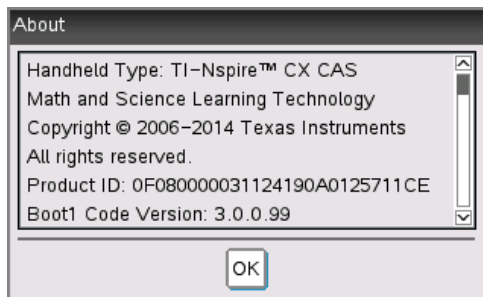 About
Handheld Type: TI-Nspire™ CX CAS
Math and Science Learning Technology
Copyright © 2006-2014 Texas Instruments
All rights reserved.
Product ID: 0F080000031124190A0125711CE
Boot1 Code Version: 3.0.0.99
OK